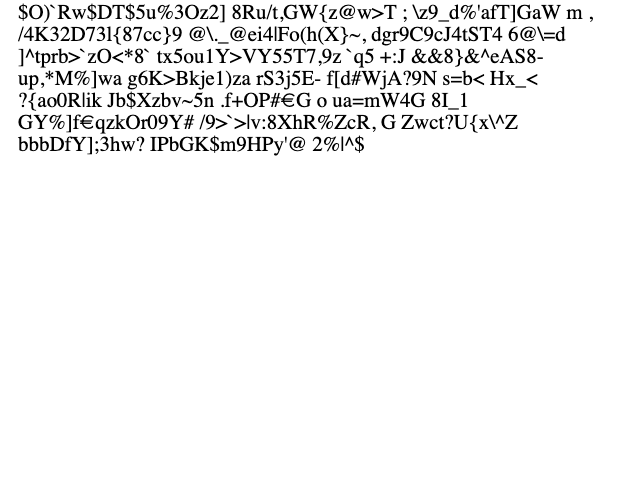 $O)`Rw$DT$5u%3Oz2] 8Ru/t,GW{z@w>T ; \z9_d%'afT]GaW m ,
/4K32D73l{87cc}9 @\._@ei4lFo(h(X}~, dgr9C9cJ4tST4 6@\=d
]^tprb>`zO<*8` tx5ou1Y>VY55T7,9z `q5 +:J &&8}&^eAS8-
up,*M%]wa g6K>Bkje1)za rS3j5E- f[d#WjA?9N s=b< Hx_<
?{ao0R|ik Jb$Xzbv~5n .f+OP#€G o ua=mW4G 8I_1
GY%]f€qzkOr09Y# /9>`>|v:8XhR%ZcR, G Zwct?U{x\^Z
bbbDfY];3hw? IPbGK$m9HPy'@ 2%|^$